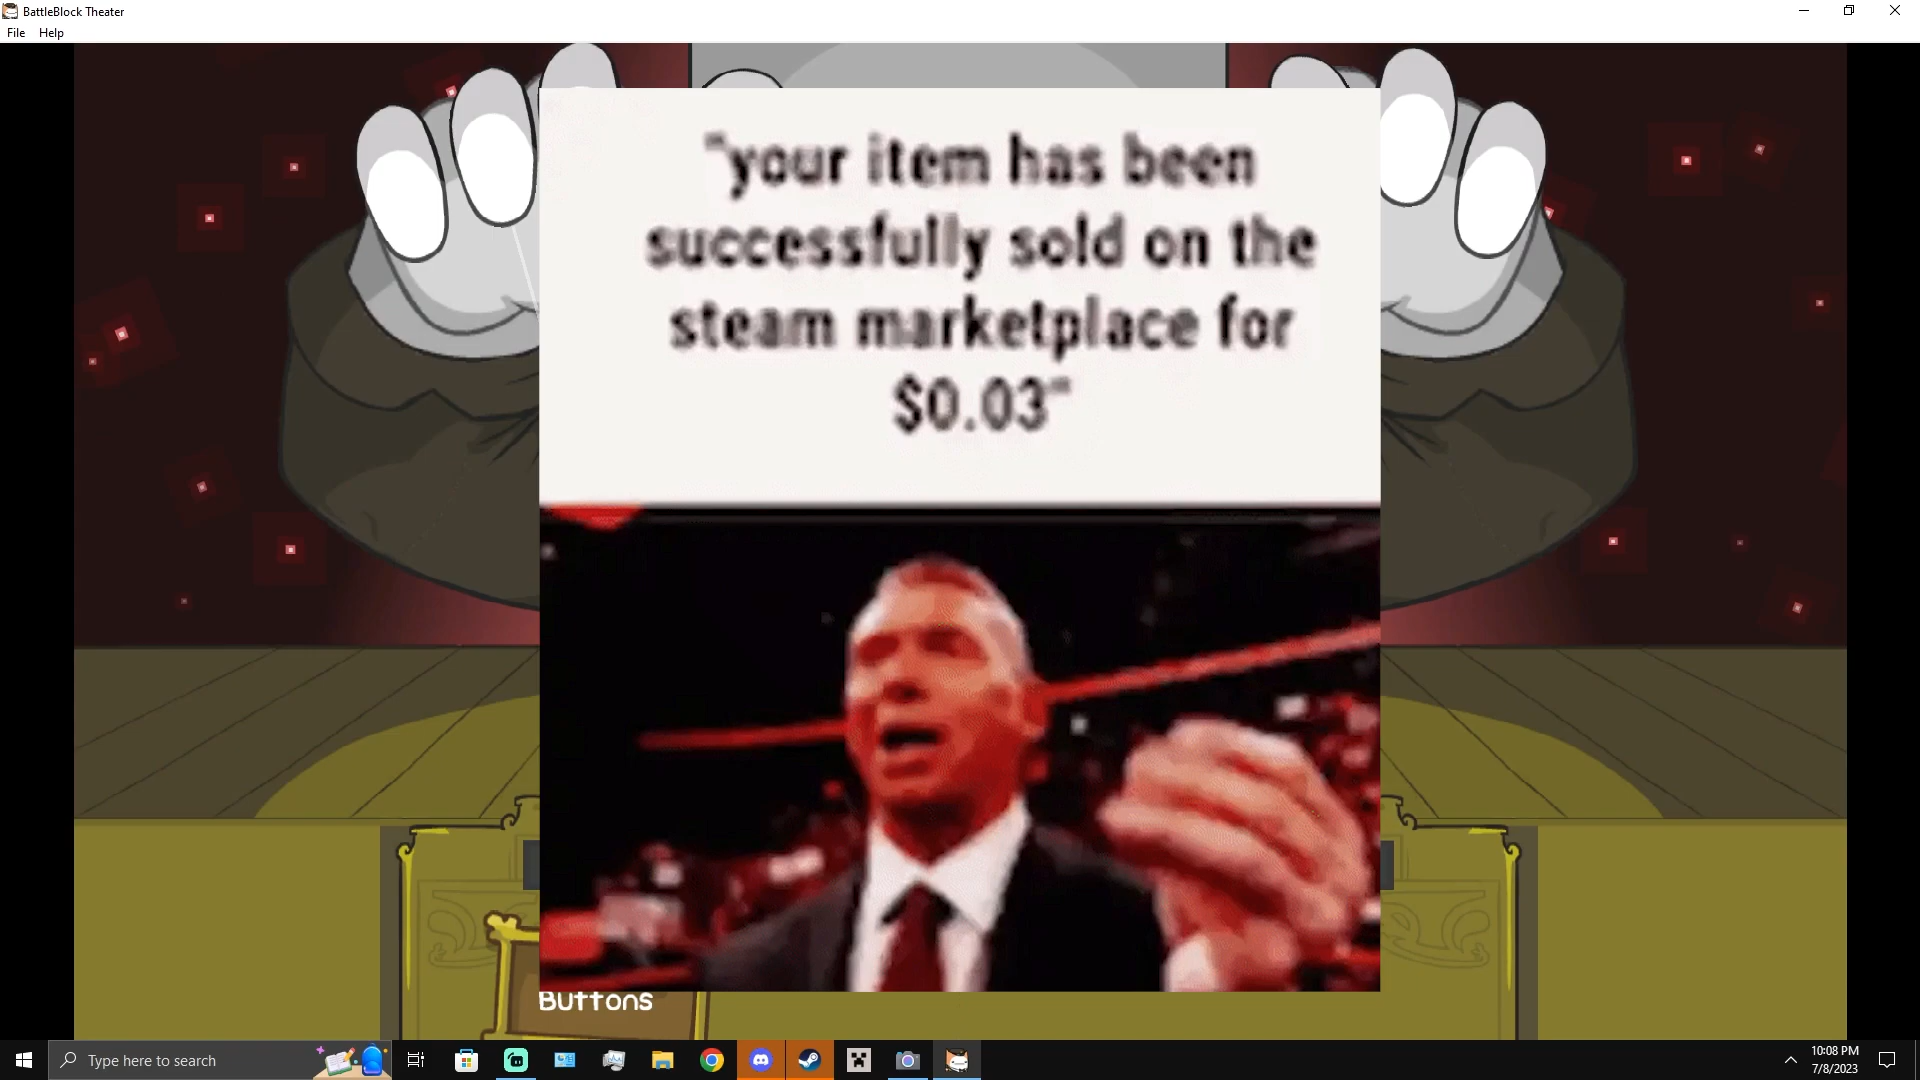 BattleBlock Theater
File Help
"your item has been
successfully sold on the
steam marketplace for
$0.03"
Buttons
Type here to search
10:08 PM
7/8/2023